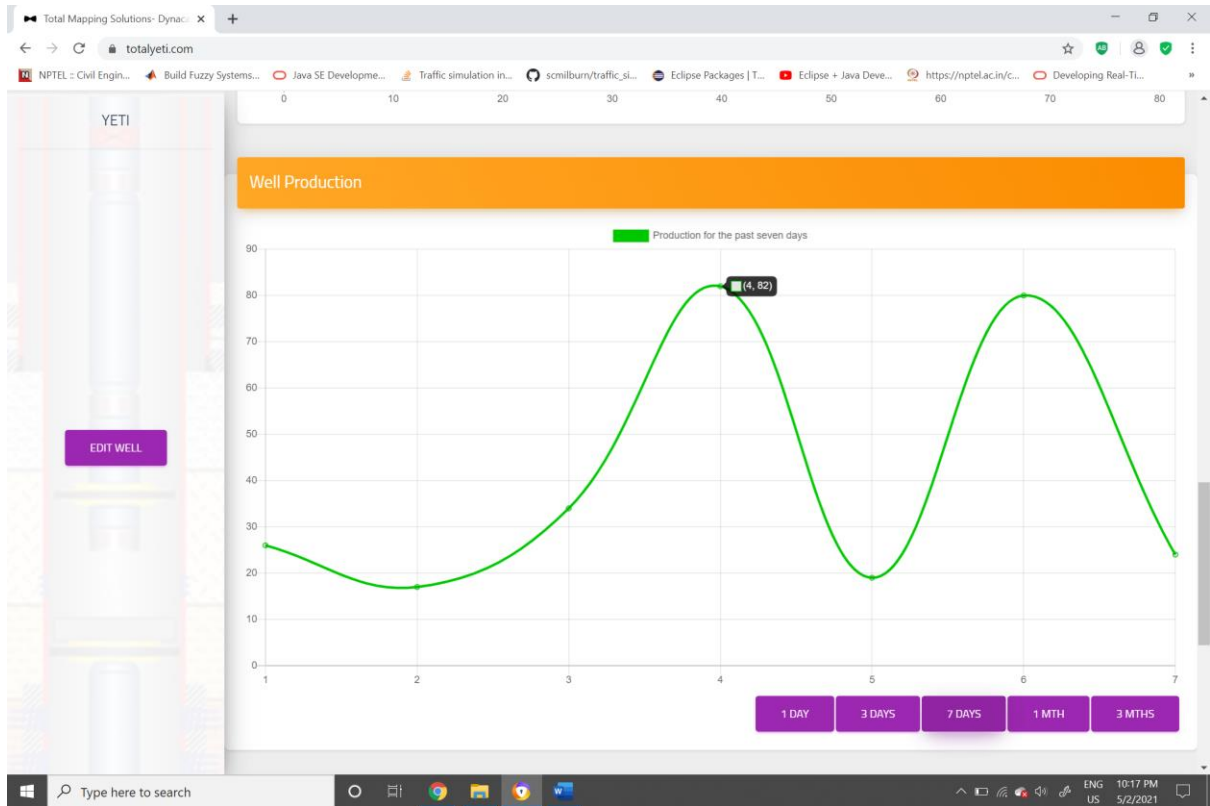 Total Mapping Solutions- Dynac
totalyeti.com
AB
NPTEL :: Civil Engin... Build Fuzzy Systems... Java SE Developme... Traffic simulation in... scmilburn/traffic_si... Eclipse Packages | T... Eclipse + Java Deve... https://nptel.ac.in/c... Developing Real-Ti... »
0 10 20 30 40 50 60 70 80
YETI
Well Production
Production for the past seven days
90
80
(4, 82)
70
60
50
EDIT WELL
40
30
20
10
0
1 2 3 4 5 6 7
1 DAY 3 DAYS 7 DAYS 1 MTH 3 MTHS
Type here to search
ENG 10:17 PM
US 5/2/2021